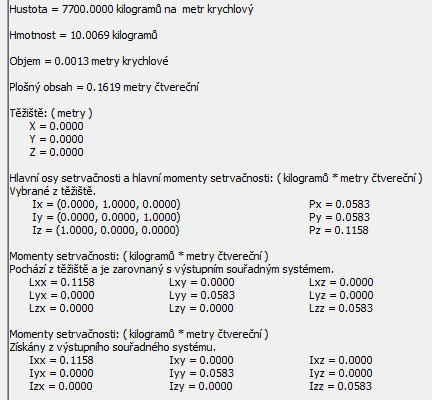 Hustota = 7700.0000 kilogramů na  metr krychlový
Hmotnost = 10.0069 kilogramů
Objem = 0.0013 metry krychlové
Plošný obsah = 0.1619 metry čtvereční
Těžiště: ( metry )
X = 0.0000
Y = 0.0000
Z = 0.0000
Hlavní osy setrvačnosti a hlavní momenty setrvačnosti: ( kilogramů * metry čtvereční )
Vybrané z těžiště.
Ix = (0.0000, 1.0000, 0.0000) Px = 0.0583
Iy = (0.0000, 0.0000, 1.0000) Py = 0.0583
Iz = (1.0000, 0.0000, 0.0000) Pz = 0.1158
Momenty setrvačnosti: ( kilogramů * metry čtvereční )
Pochází z těžiště a je zarovnaný s výstupním souřadným systémem.
Lxx = 0.1158 Lxy = 0.0000 Lxz = 0.0000
Lyx = 0.0000 Lyy = 0.0583 Lyz = 0.0000
Lzx = 0.0000 Lzy = 0.0000 Lzz = 0.0583
Momenty setrvačnosti: ( kilogramů * metry čtvereční )
Získány z výstupního souřadného systému.
Ixx = 0.1158 Ixy = 0.0000 Ixz = 0.0000
Iyx = 0.0000 Iyy = 0.0583 Iyz = 0.0000
Izx = 0.0000 Izy = 0.0000 Izz = 0.0583